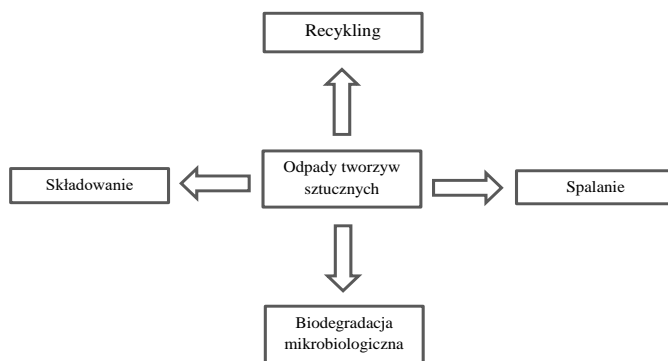 Recykling
Odpady tworzyw
sztucznych
Składowanie
Spalanie
Biodegradacja
mikrobiologiczna